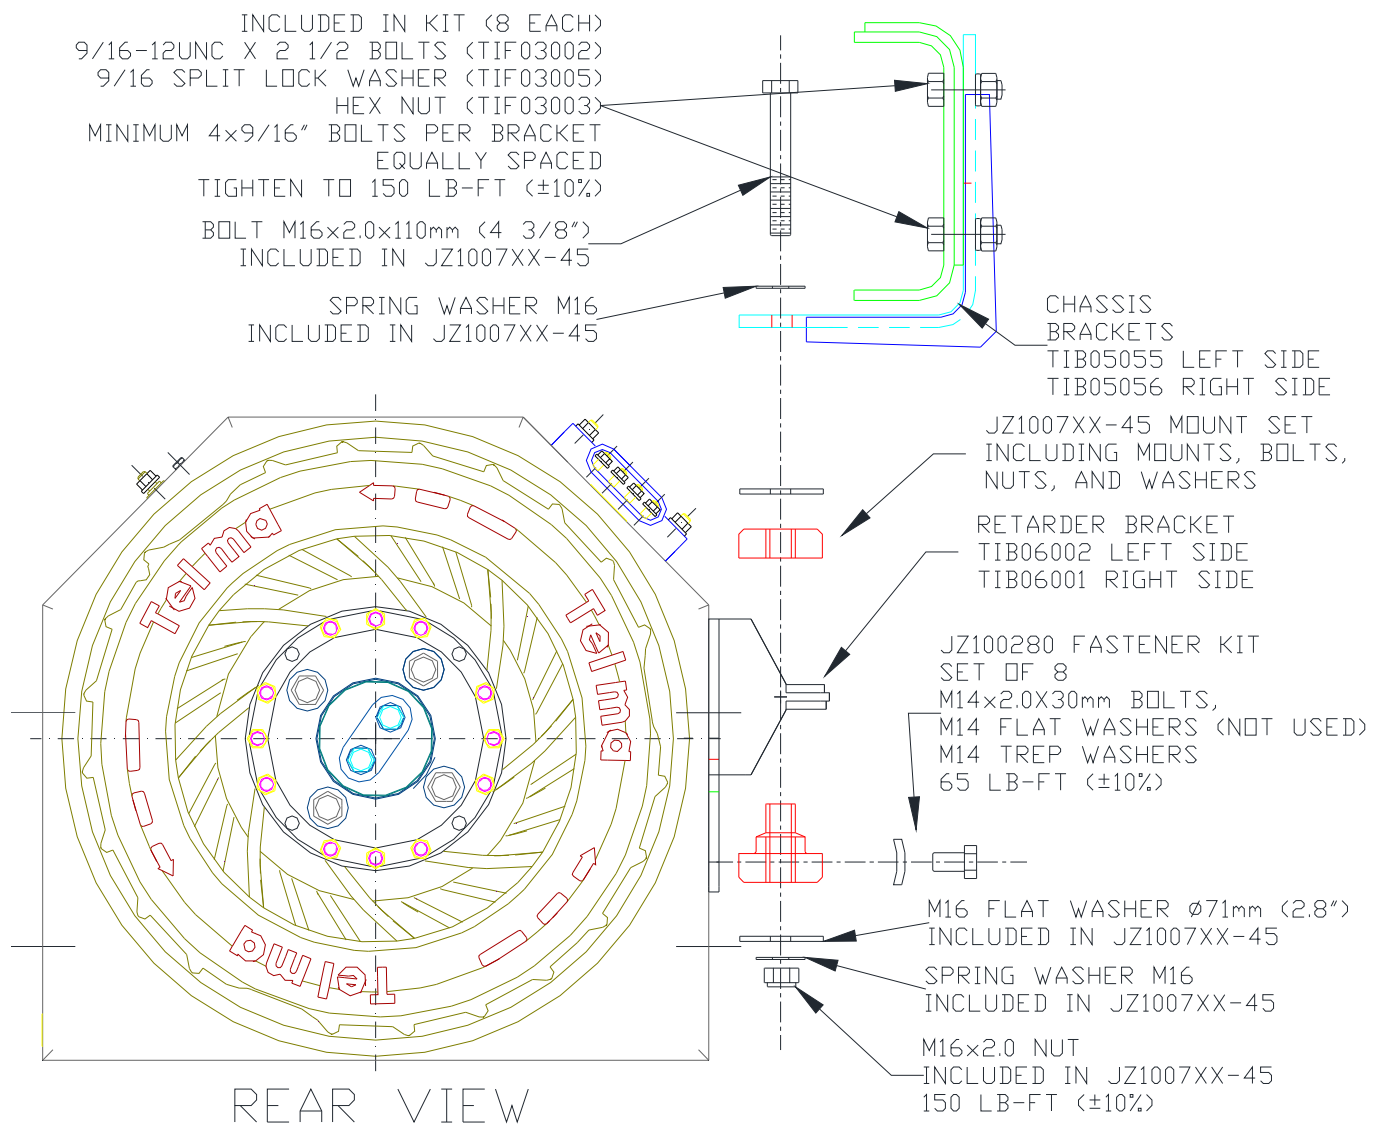 INCLUDED IN KIT (8 EACH)
9/16-12UNC X 2 1/2 BOLTS (TIF03002)
9/16 SPLIT LOCK WASHER (TIF03005)
HEX NUT (TIF03003)
MINIMUM 4x9/16" BOLTS PER BRACKET
EQUALLY SPACED
TIGHTEN TO 150 LB-FT (±10%)
BOLT M16x2.0x110mm (4 3/8")
INCLUDED IN JZ1007XX-45
SPRING WASHER M16
INCLUDED IN JZ1007XX-45
CHASSIS
BRACKETS
TIB05055 LEFT SIDE
TIB05056 RIGHT SIDE
JZ1007XX-45 MOUNT SET
INCLUDING MOUNTS, BOLTS,
NUTS, AND WASHERS
RETARDER BRACKET
TIB06002 LEFT SIDE
TIB06001 RIGHT SIDE
JZ100280 FASTENER KIT
SET OF 8
M14x2.0X30mm BOLTS,
M14 FLAT WASHERS (NOT USED)
M14 TREP WASHERS
65 LB-FT (±10%)
M16 FLAT WASHER Ø71mm (2.8")
INCLUDED IN JZ1007XX-45
SPRING WASHER M16
INCLUDED IN JZ1007XX-45
M16x2.0 NUT
INCLUDED IN JZ1007XX-45
150 LB-FT (±10%)
Telma
Telma
Telma
REAR VIEW